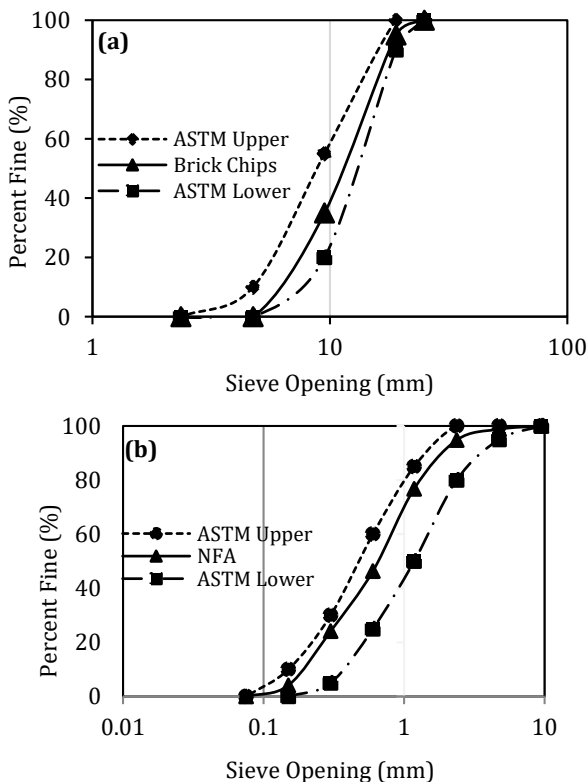 (a)
100
80
60
40
20
0
Percent Fine (%)
ASTM Upper
Brick Chips
ASTM Lower
1 10 100
Sieve Opening (mm)
(b)
100
80
60
40
20
0
Percent Fine (%)
ASTM Upper
NFA
ASTM Lower
0.01 0.1 1 10
Sieve Opening (mm)